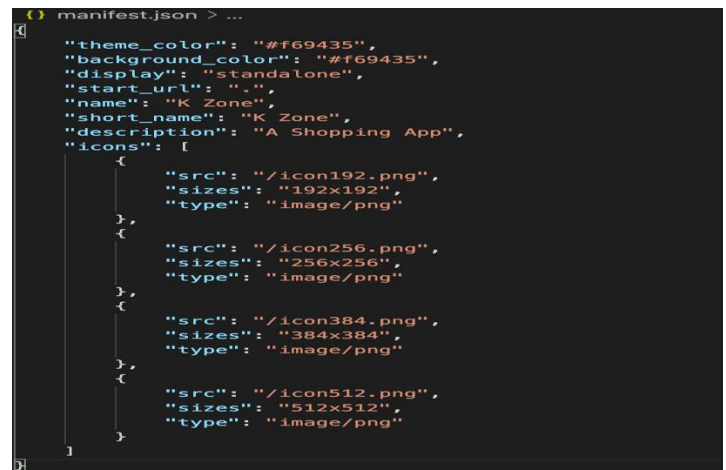 {} manifest.json > ...
{
"theme_color": "#f69435",
"background_color": "#f69435",
"display": "standalone",
"start_url": ".",
"name": "K Zone",
"short_name": "K Zone",
"description": "A Shopping App",
"icons": [
{
"src": "/icon192.png",
"sizes": "192x192",
"type": "image/png"
},
{
"src": "/icon256.png",
"sizes": "256x256",
"type": "image/png"
},
{
"src": "/icon384.png",
"sizes": "384x384",
"type": "image/png"
},
{
"src": "/icon512.png",
"sizes": "512x512",
"type": "image/png"
}
]
}